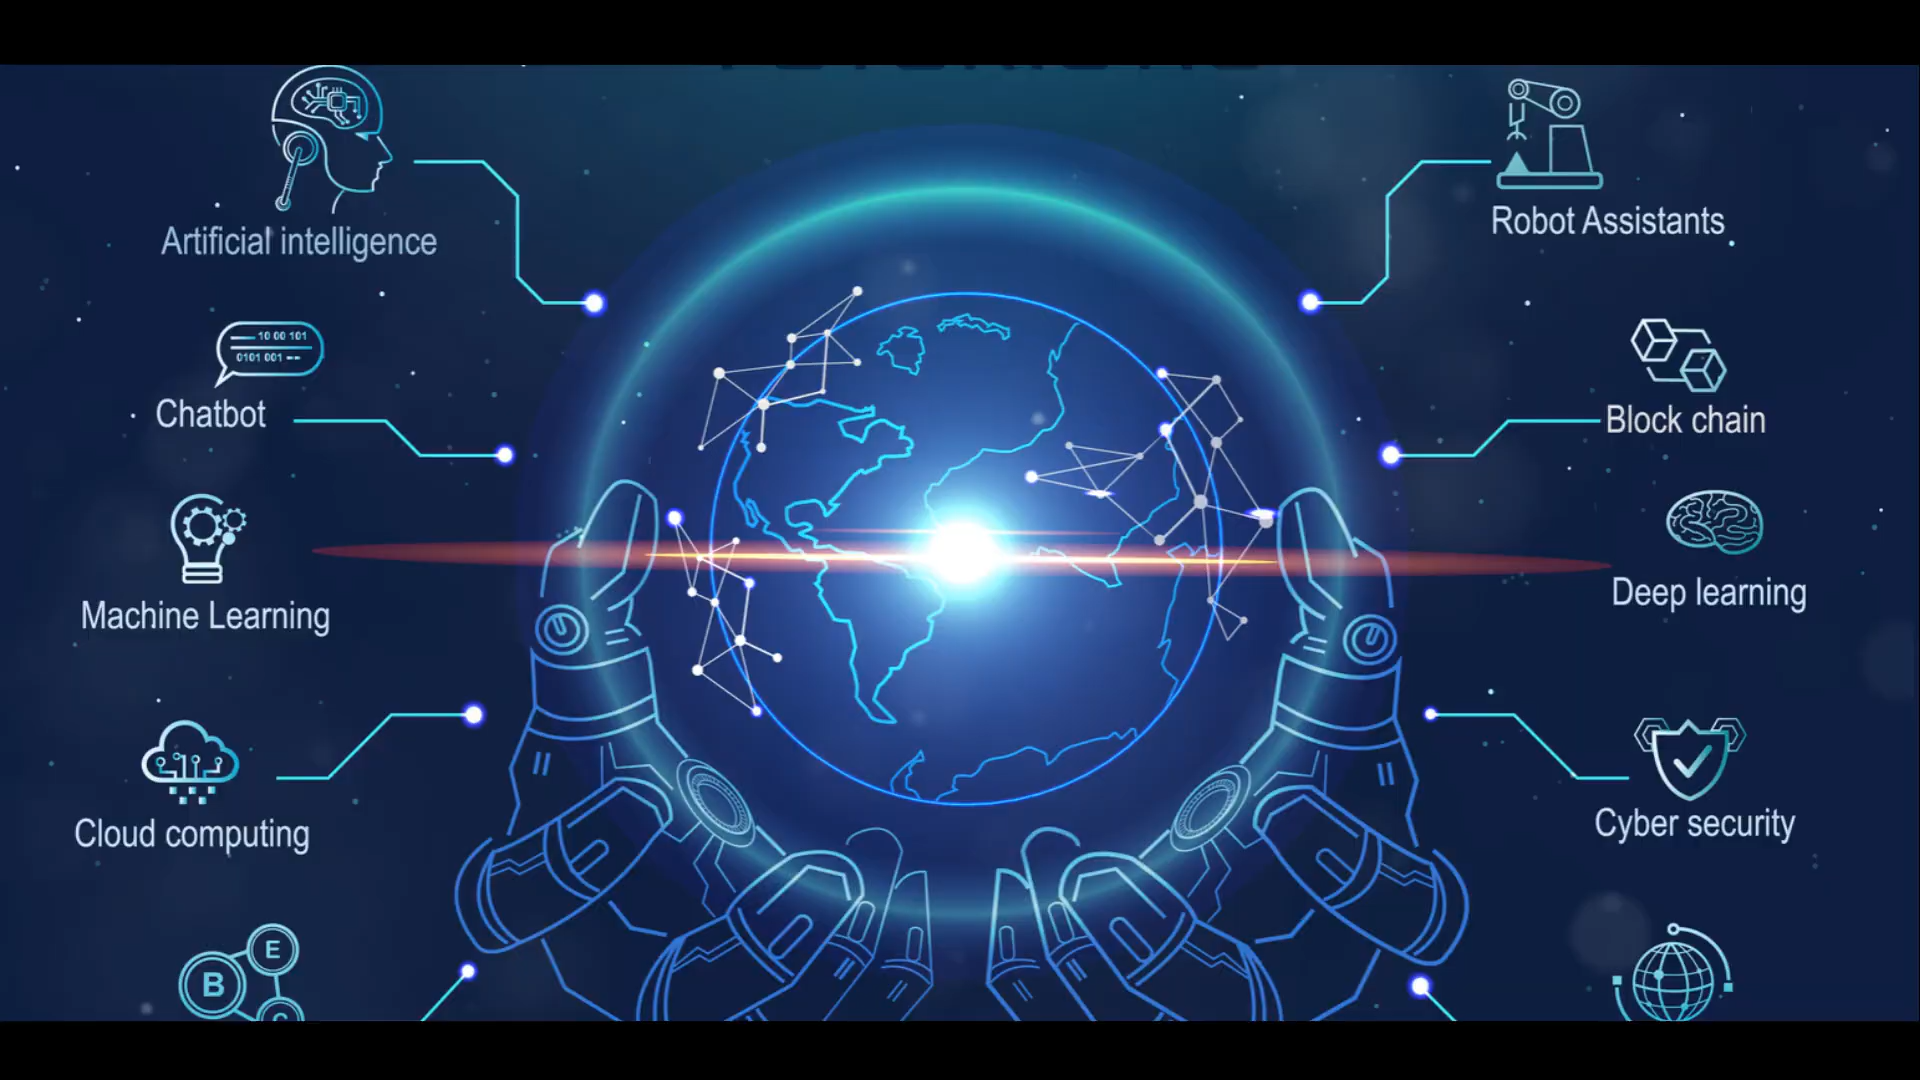 Artificial intelligence
Robot Assistants
10 00 101
0101 001
Chatbot
Block chain
Machine Learning
Deep learning
Cloud computing
Cyber security
E
B